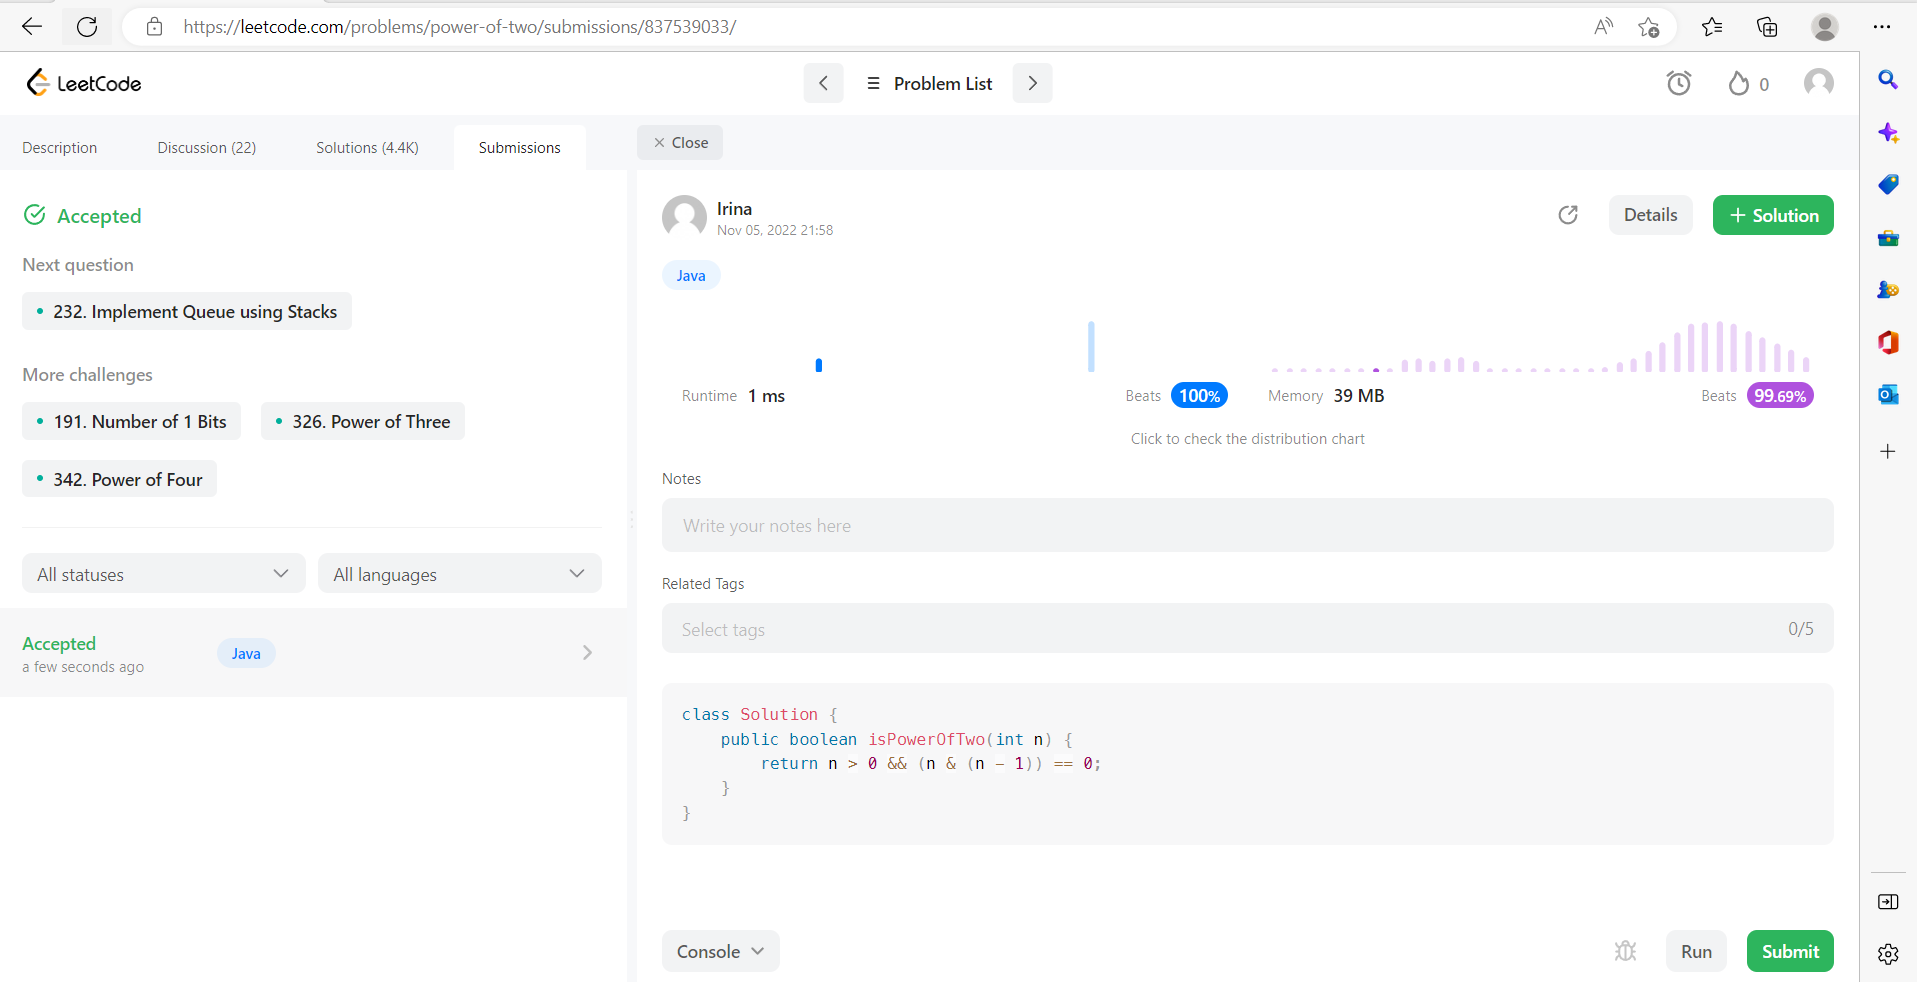 https://leetcode.com/problems/power-of-two/submissions/837539033/
LeetCode
Problem List
0
Description
Discussion (22)
Solutions (4.4K)
Submissions
Close
Accepted
Next question
232. Implement Queue using Stacks
More challenges
191. Number of 1 Bits
326. Power of Three
342. Power of Four
All statuses
All languages
Accepted
a few seconds ago
Java
Irina
Nov 05, 2022 21:58
Details
+ Solution
Java
Runtime 1 ms
Beats 100%
Memory 39 MB
Beats 99.69%
Click to check the distribution chart
Notes
Write your notes here
Related Tags
Select tags
0/5
class Solution {
    public boolean isPowerOfTwo(int n) {
        return n > 0 && (n & (n - 1)) == 0;
    }
}
Console
Run
Submit